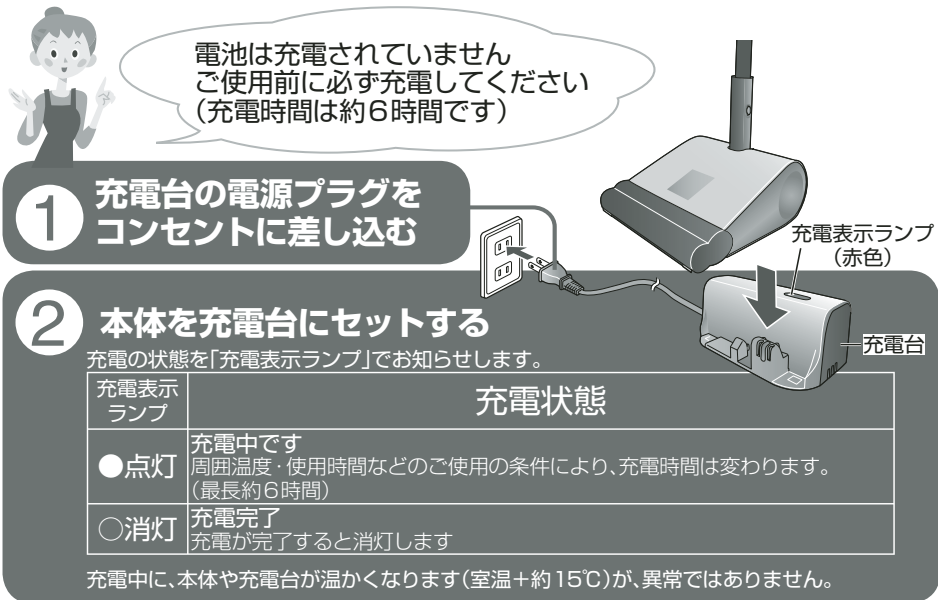 電池は充電されていません
ご使用前に必ず充電してください
（充電時間は約6時間です）
1 充電台の電源プラグを
コンセントに差し込む
充電表示ランプ
（赤色）
充電台
2 本体を充電台にセットする
充電の状態を「充電表示ランプ」でお知らせします。
充電表示
ランプ
充電状態
●点灯
充電中です
周囲温度・使用時間などのご使用の条件により、充電時間は変わります。
（最長約6時間）
○消灯
充電完了
充電が完了すると消灯します
充電中に、本体や充電台が温かくなります（室温＋約15℃）が、異常ではありません。